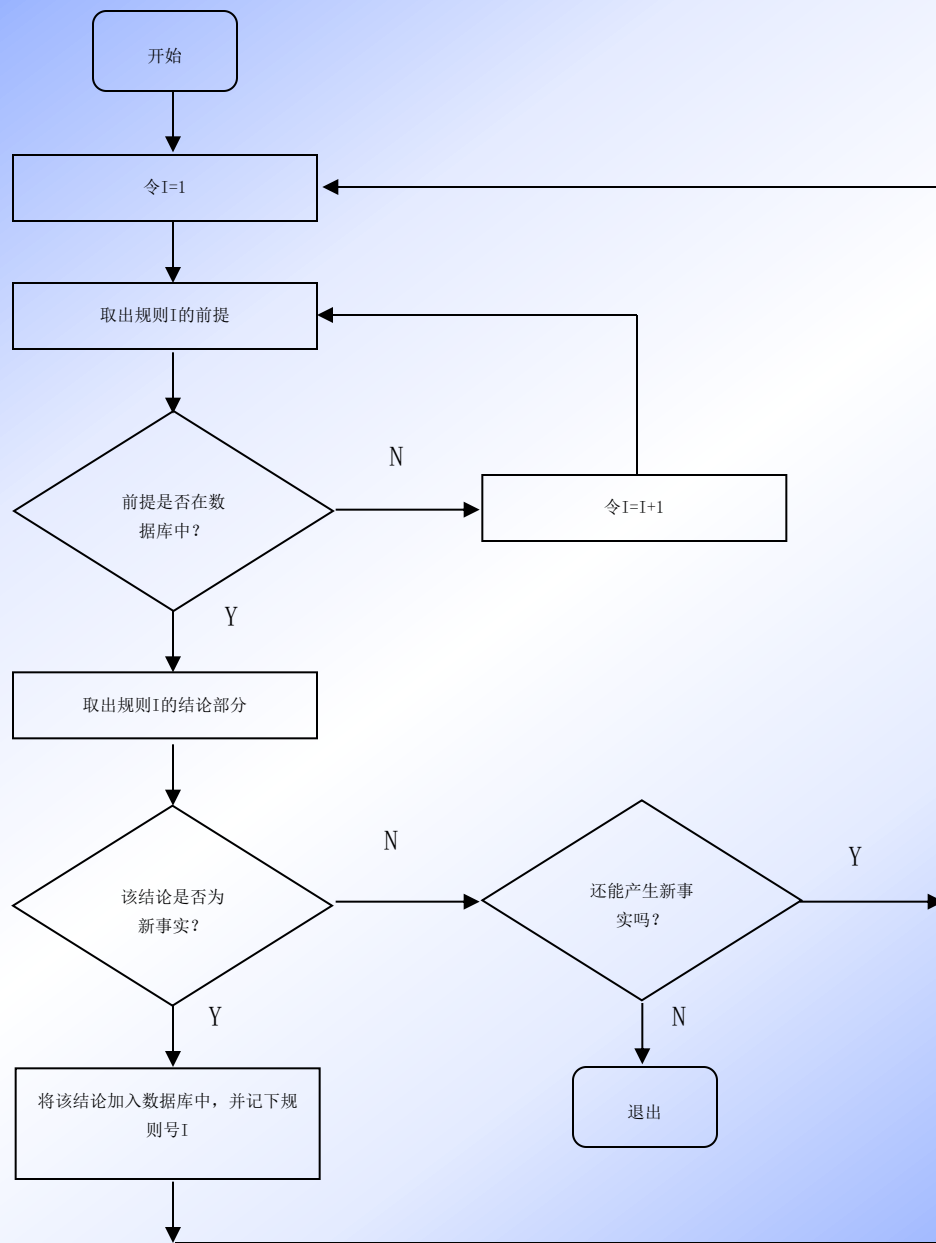 开始
令I=1
取出规则I的前提
前提是否在数
据库中?
N
令I=I+1
Y
取出规则I的结论部分
该结论是否为
新事实?
N
还能产生新事
实吗?
Y
Y
N
将该结论加入数据库中，并记下规
则号I
退出